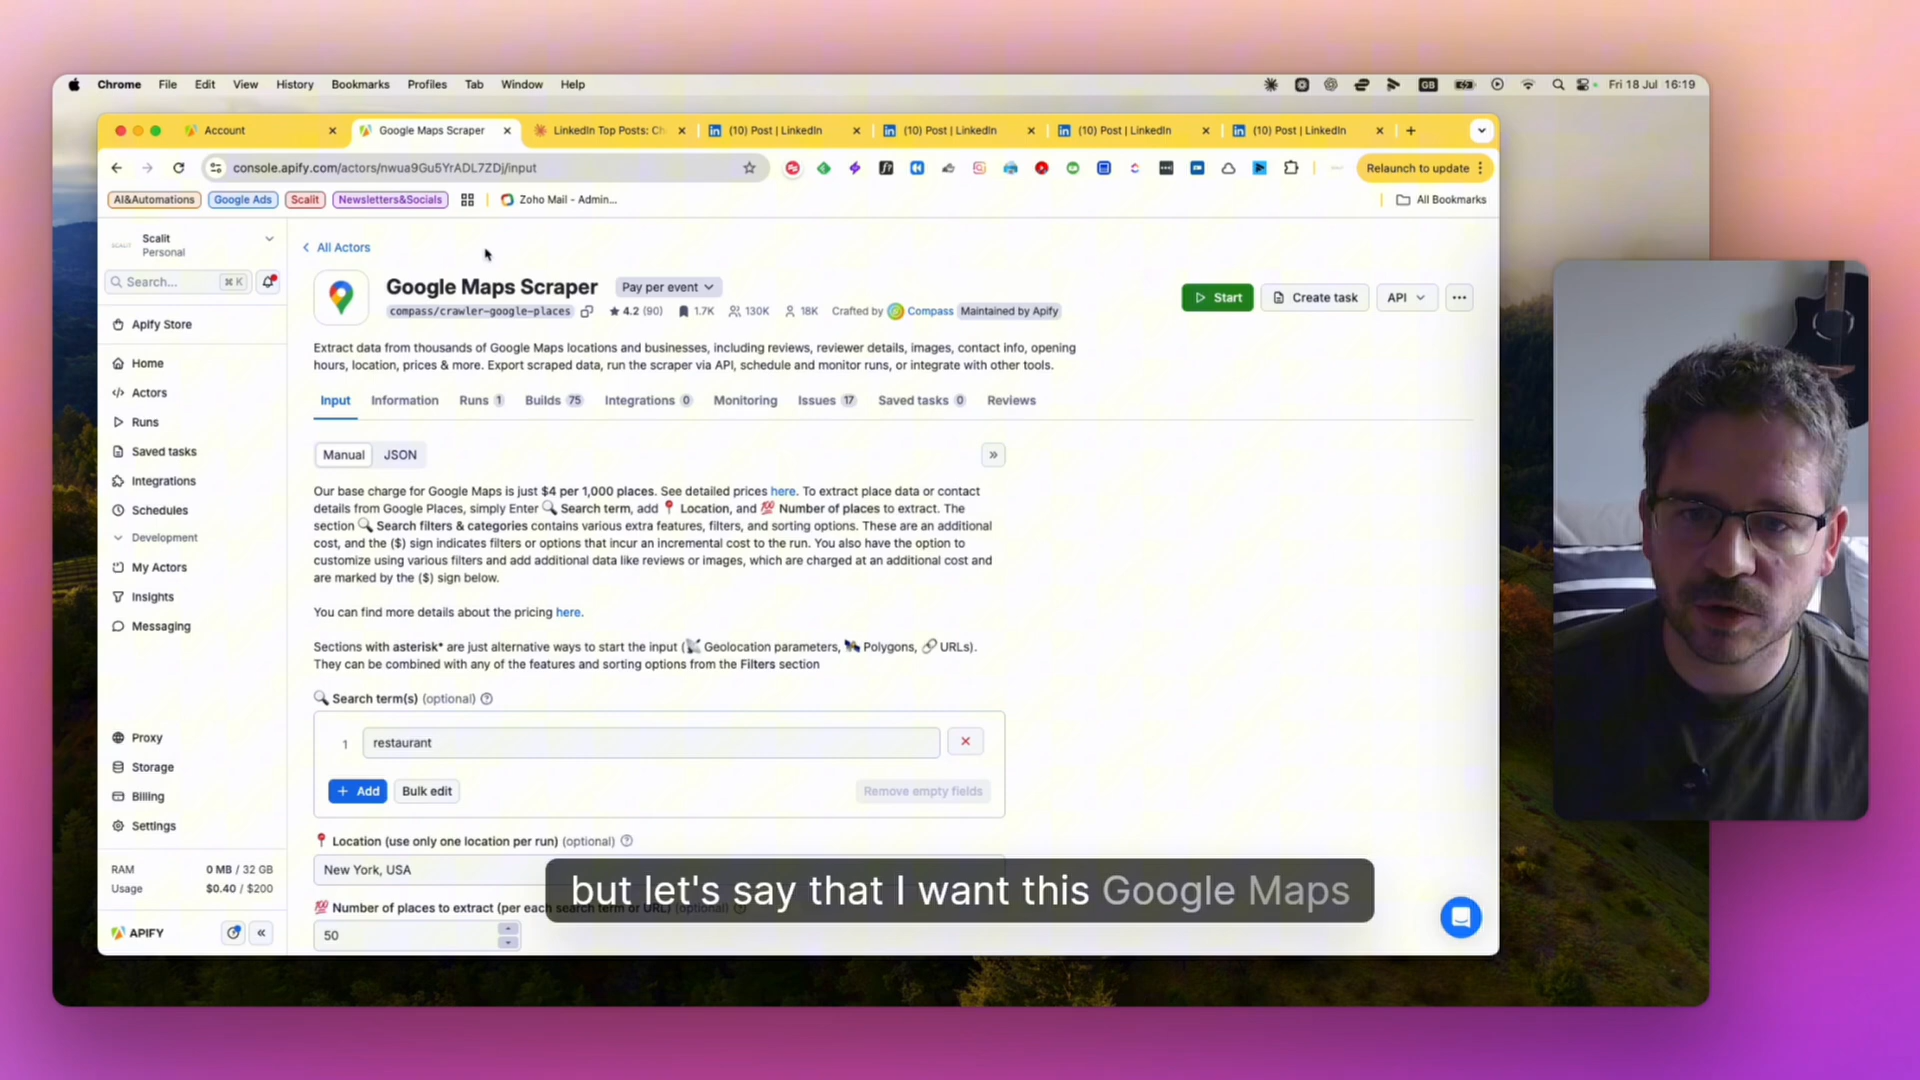 Chrome File Edit View History Bookmarks Profiles Tab Window Help GB Fri 18 Jul 16:19
Account Google Maps Scraper LinkedIn Top Posts: Ch (10) Post | LinkedIn (10) Post | LinkedIn (10) Post | LinkedIn (10) Post | LinkedIn
console.apify.com/actors/nwua9Gu5YrADL7ZDj/input Relaunch to update
AI&Automations Google Ads Scalit Newsletters&Socials Zoho Mail - Admin... All Bookmarks
Scalit
Personal
Search... ⌘ K
Apify Store
Home
Actors
Runs
Saved tasks
Integrations
Schedules
Development
My Actors
Insights
Messaging
Proxy
Storage
Billing
Settings
RAM 0 MB / 32 GB
Usage $0.40 / $200
APIFY
All Actors
Google Maps Scraper Pay per event
compass/crawler-google-places 4.2 (90) 1.7K 130K 18K Crafted by Compass Maintained by Apify
Start Create task API
Extract data from thousands of Google Maps locations and businesses, including reviews, reviewer details, images, contact info, opening
hours, location, prices & more. Export scraped data, run the scraper via API, schedule and monitor runs, or integrate with other tools.
Input Information Runs 1 Builds 75 Integrations 0 Monitoring Issues 17 Saved tasks 0 Reviews
Manual JSON
Our base charge for Google Maps is just $4 per 1,000 places. See detailed prices here. To extract place data or contact
details from Google Places, simply Enter 🔍 Search term, add 📍 Location, and 💯 Number of places to extract. The
section 🔍 Search filters & categories contains various extra features, filters, and sorting options. These are an additional
cost, and the ($) sign indicates filters or options that incur an incremental cost to the run. You also have the option to
customize using various filters and add additional data like reviews or images, which are charged at an additional cost and
are marked by the ($) sign below.
You can find more details about the pricing here.
Sections with asterisk* are just alternative ways to start the input (🛰 Geolocation parameters, 🛰 Polygons, 🔗 URLs).
They can be combined with any of the features and sorting options from the Filters section
🔍 Search term(s) (optional)
1 restaurant
+ Add Bulk edit Remove empty fields
📍 Location (use only one location per run) (optional)
New York, USA
💯 Number of places to extract (per each search term or URL) (optional)
50
but let's say that I want this Google Maps